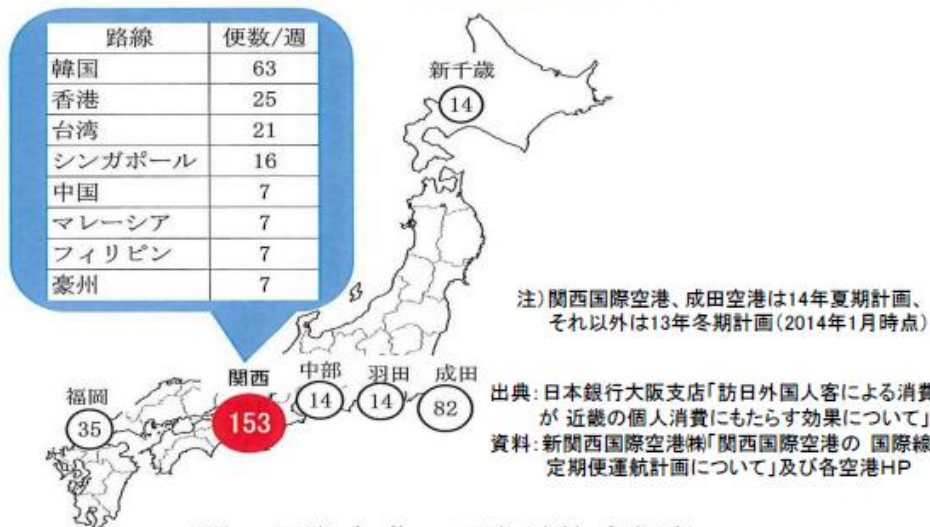 路線 便数/週
韓国 63
香港 25
台湾 21
シンガポール 16
中国 7
マレーシア 7
フィリピン 7
豪州 7
新千歳
14
注)関西国際空港、成田空港は14年夏期計画、
それ以外は13年冬期計画(2014年1月時点)
福岡
35
関西
153
中部
14
羽田
14
成田
82
出典:日本銀行大阪支店「訪日外国人客による消費
が 近畿の個人消費にもたらす効果について」
資料:新関西国際空港㈱「関西国際空港の 国際線
定期便運航計画について」及び各空港HP